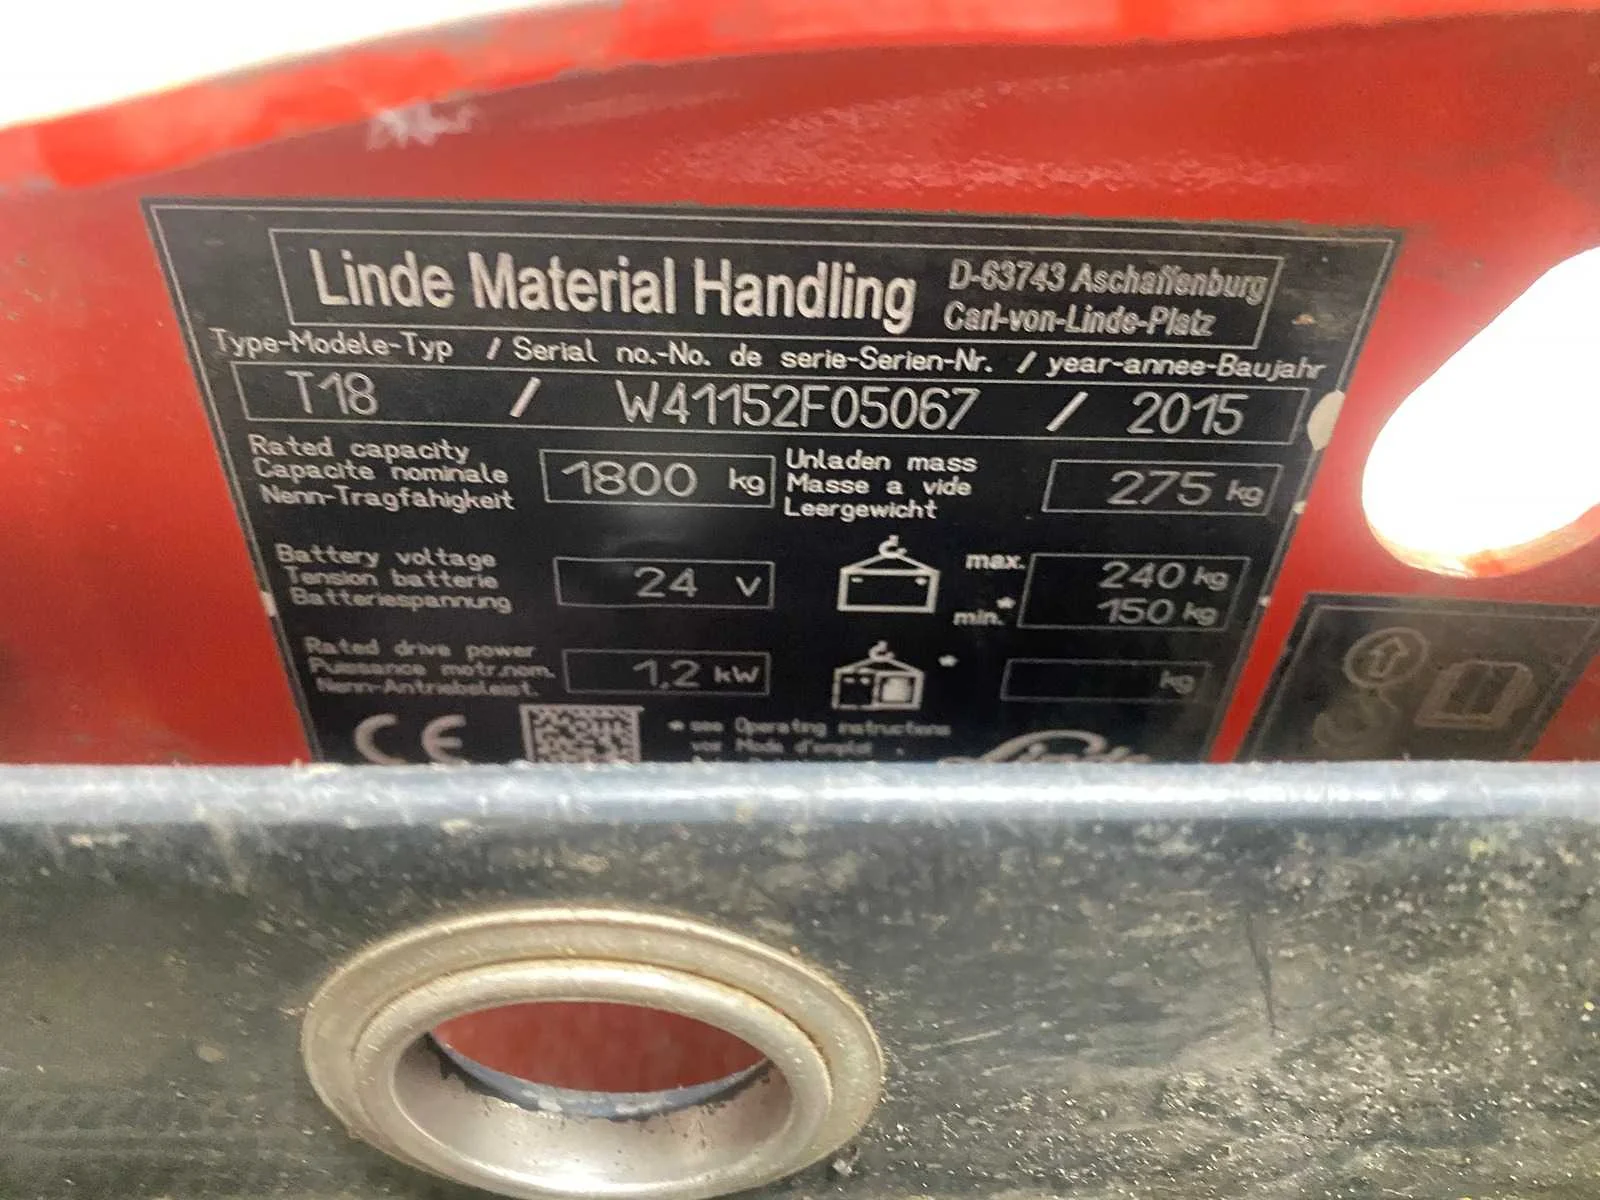 Linde Material Handling
D-63743 Aschaffenburg
Carl-von-Linde-Platz
Type-Modele-Typ / Serial no.-No. de serie-Serien-Nr. / year-annee-Baujahr
T18 / W41152F05067 / 2015
Rated capacity
Capacite nominale
Nenn-Tragfähigkeit
1800 kg
Unladen mass
Masse a vide
Leergewicht
275 kg
Battery voltage
Tension batterie
Batteriespannung
24 V
max. 240 kg
min.* 150 kg
Rated drive power
Puissance motr.nom.
Nenn-Antriebsleist.
1,2 kW
*
kg
CE
* see Operating instructions
vor Mode d'emploi
Linde